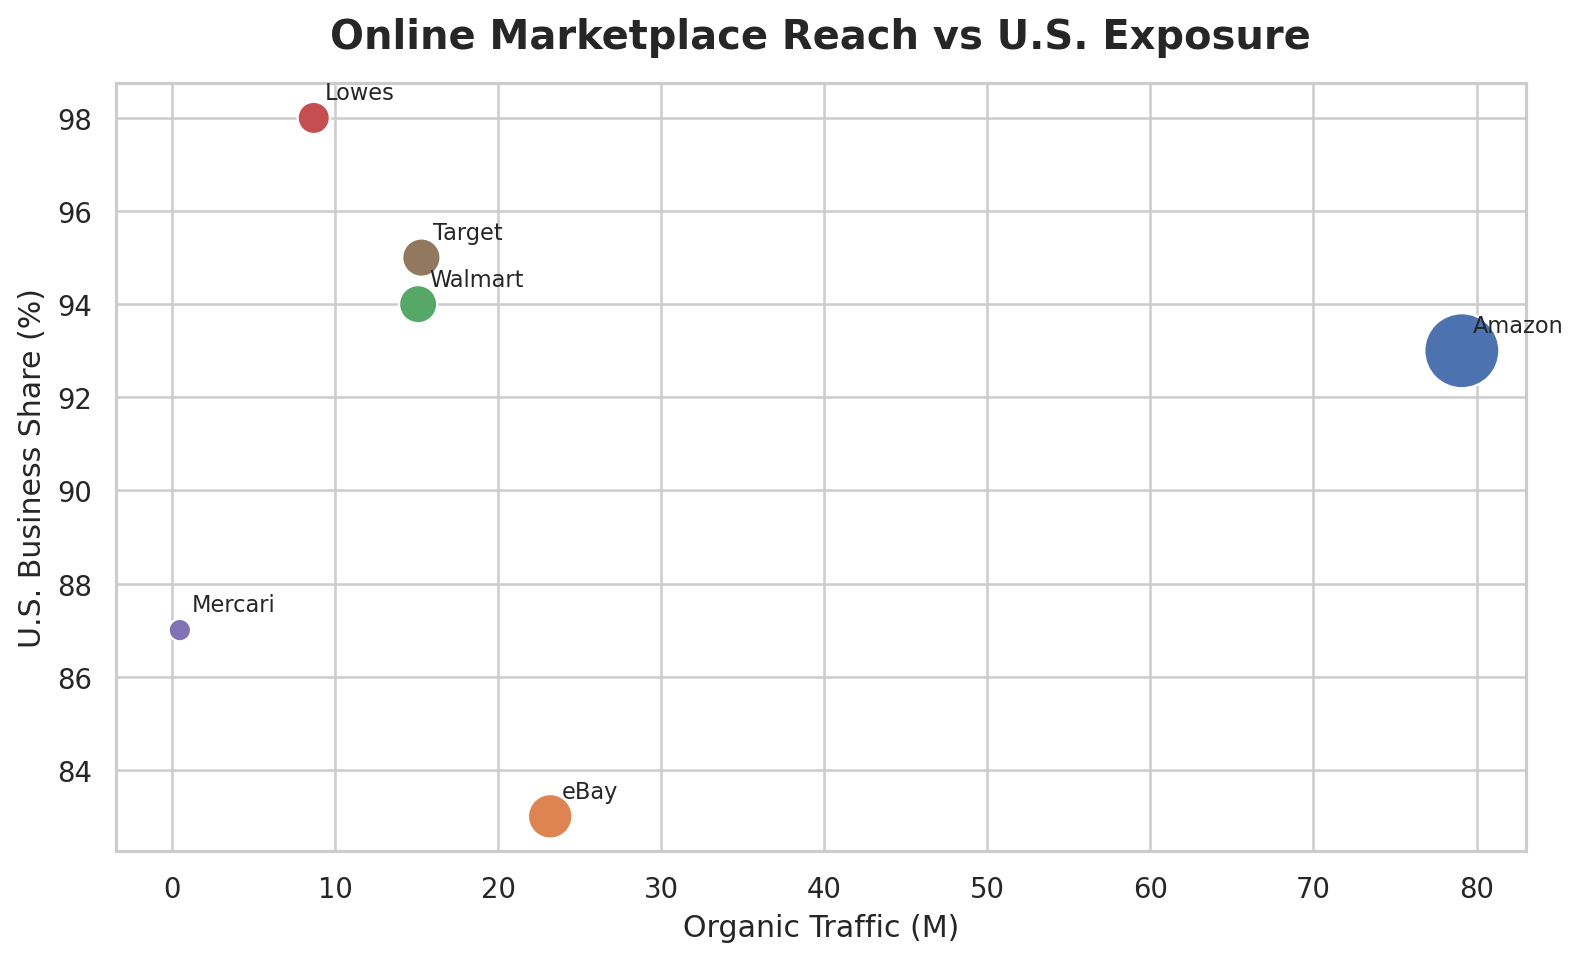 Online Marketplace Reach vs U.S. Exposure
U.S. Business Share (%)
98
96
94
92
90
88
86
84
Lowes
Target
Walmart
Amazon
Mercari
eBay
0 10 20 30 40 50 60 70 80
Organic Traffic (M)